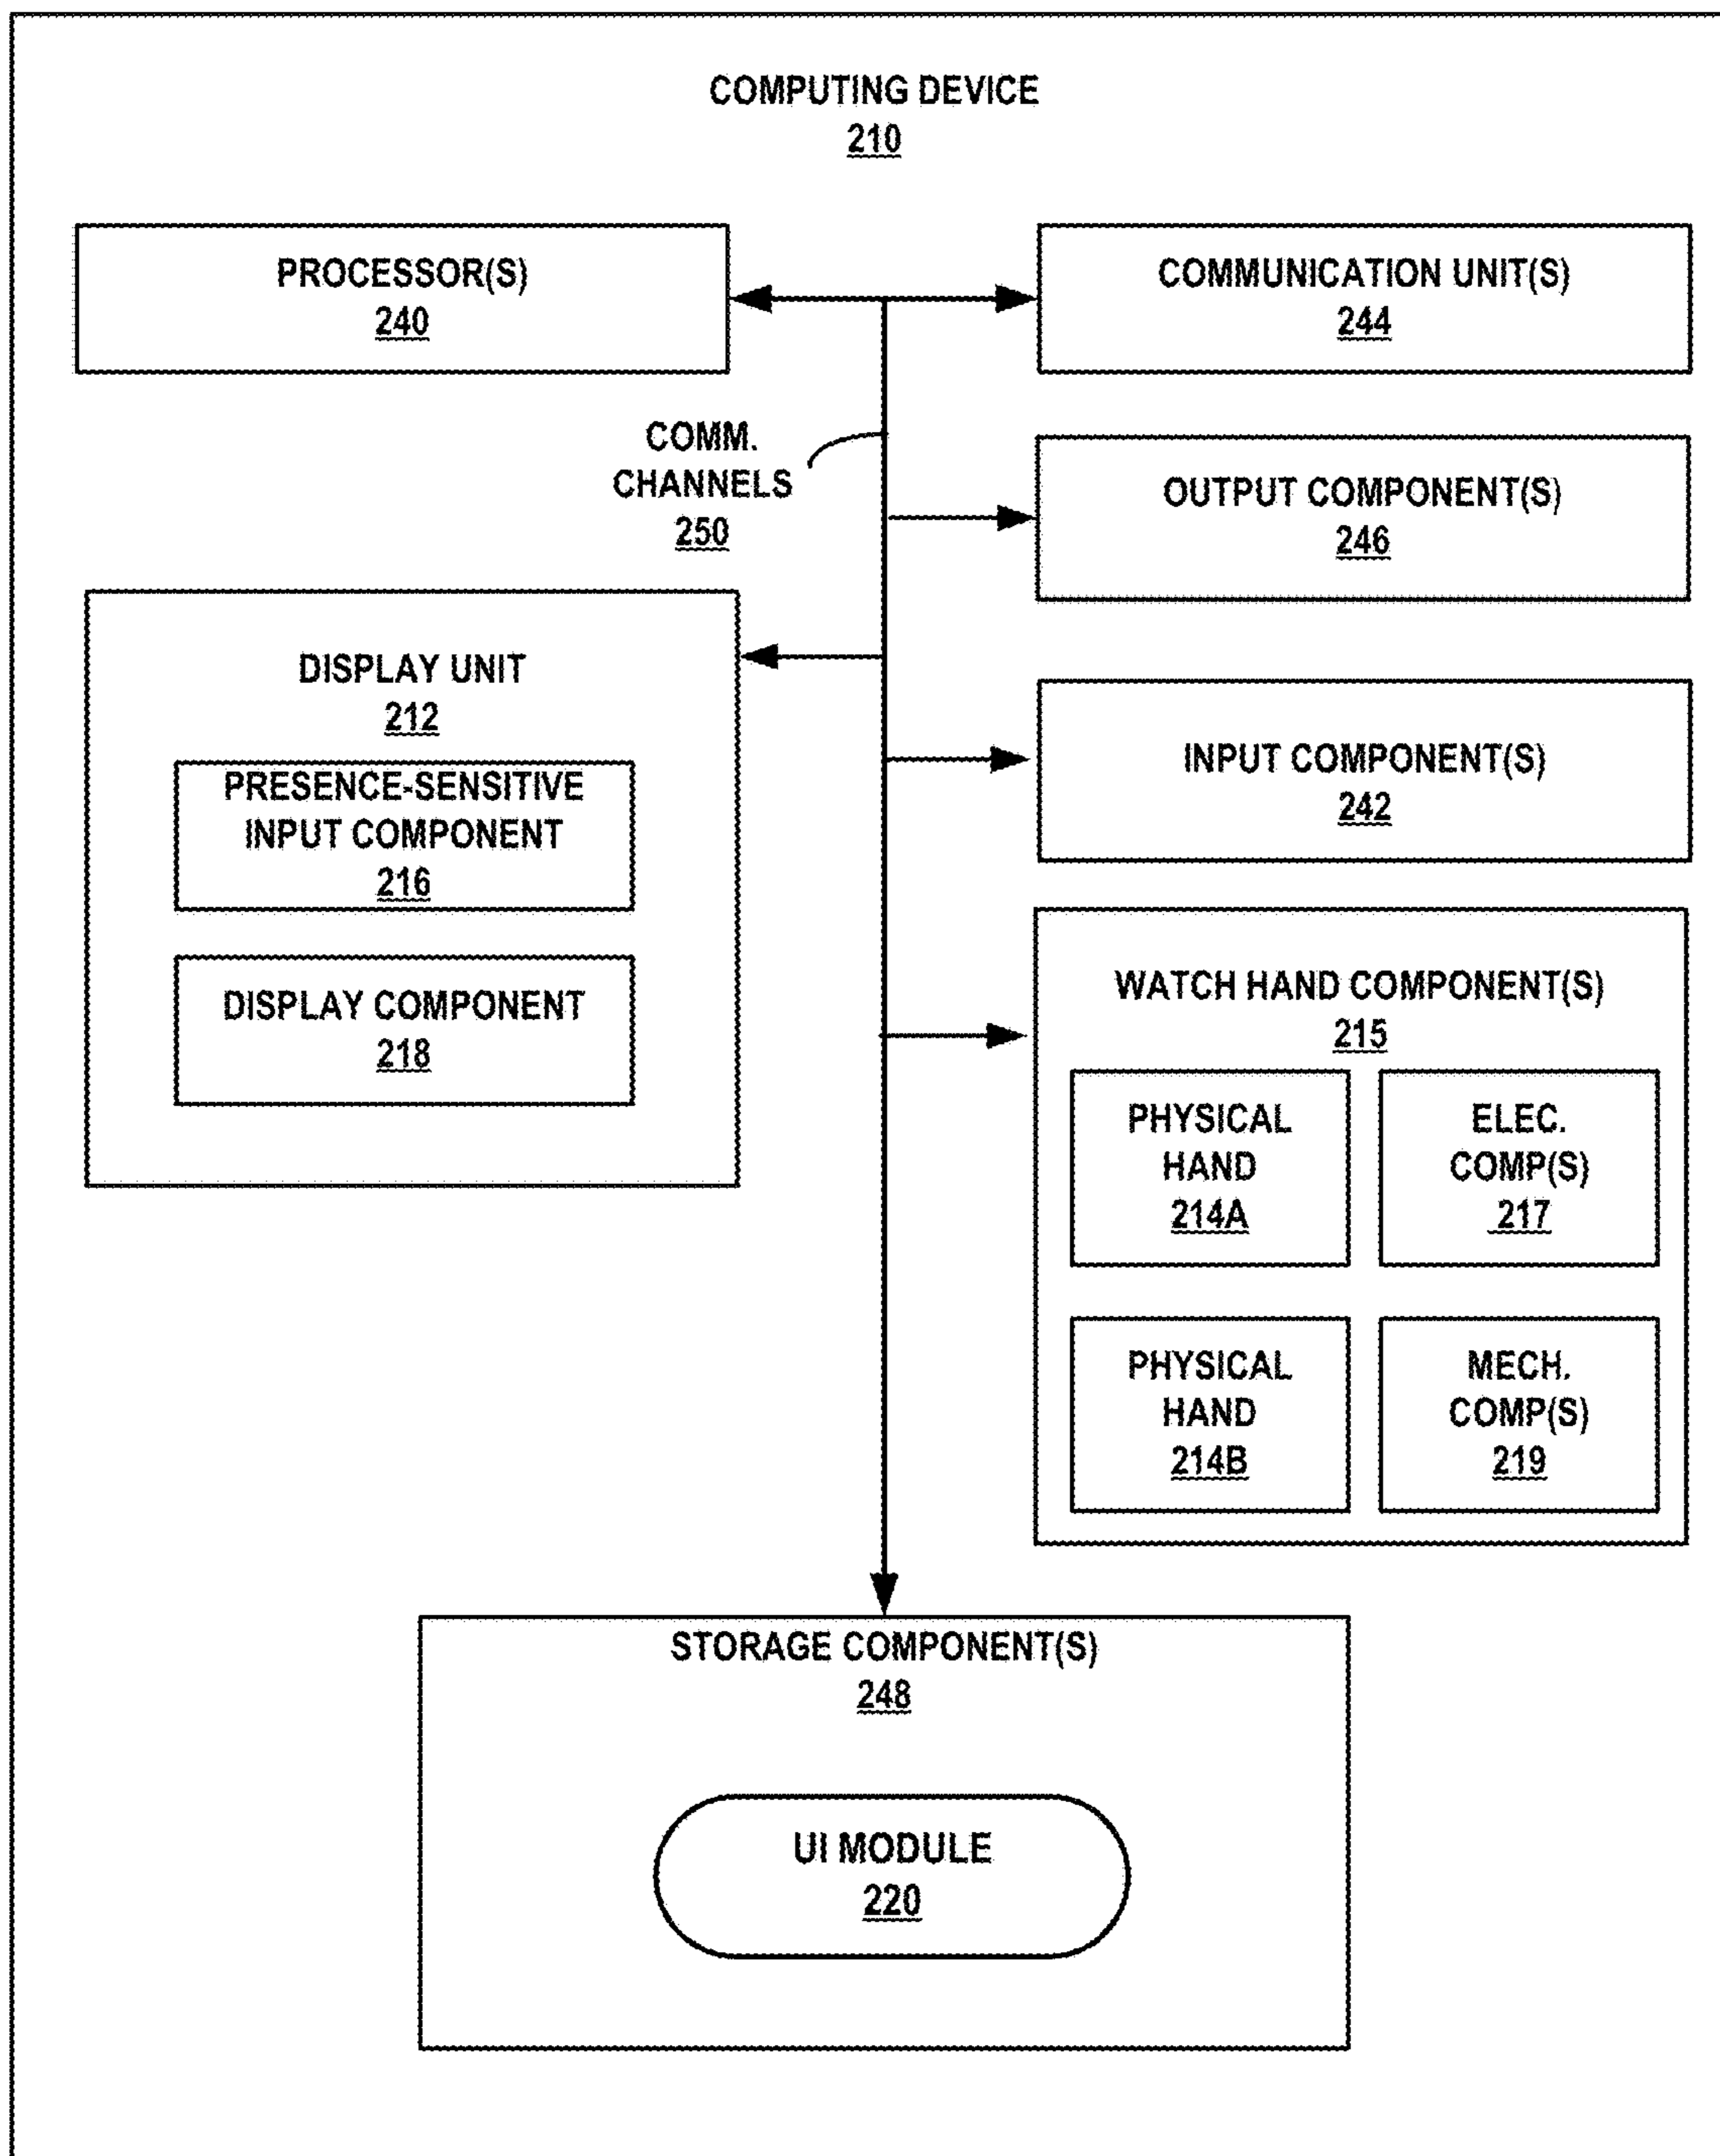 COMPUTING DEVICE
210
PROCESSOR(S)
240
COMMUNICATION UNIT(S)
244
COMM.
CHANNELS
250
OUTPUT COMPONENT(S)
246
DISPLAY UNIT
212
PRESENCE-SENSITIVE
INPUT COMPONENT
216
DISPLAY COMPONENT
218
INPUT COMPONENT(S)
242
WATCH HAND COMPONENT(S)
215
PHYSICAL
HAND
214A
ELEC.
COMP(S)
217
PHYSICAL
HAND
214B
MECH.
COMP(S)
219
STORAGE COMPONENT(S)
248
UI MODULE
220